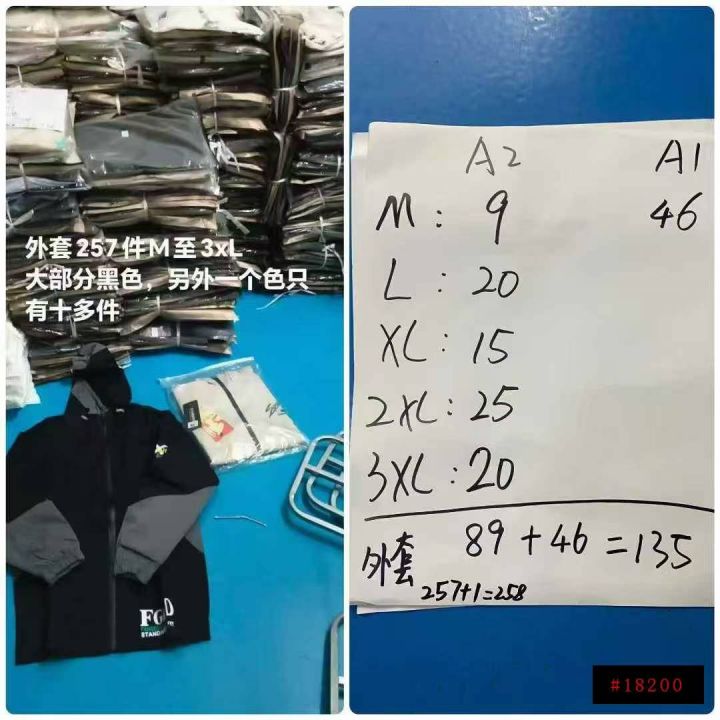 外套257件M至3xL
大部分黑色，另外一个色只
有十多件
STAND
A2 A1
M: 9 46
L: 20
XL: 15
2XL: 25
3XL: 20
外套 89+46=135
257+1=258
#18200